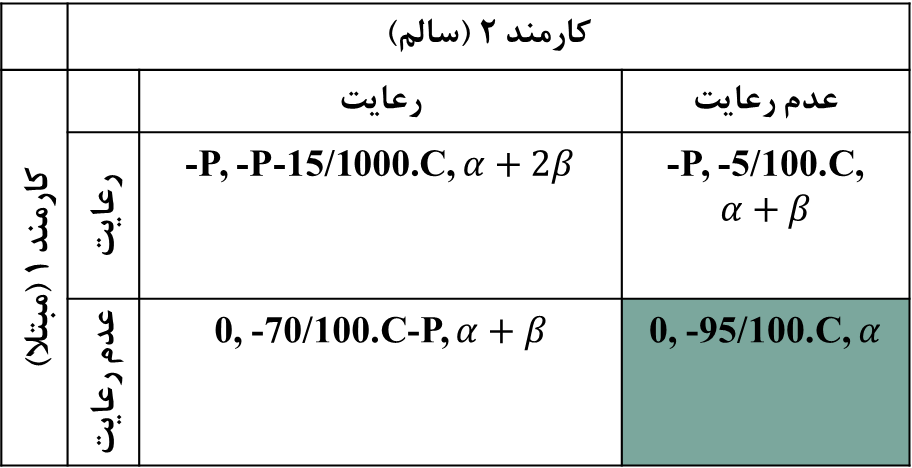 کارمند ۲ (سالم)
رعایت
عدم رعایت
کارمند ۱ (مبتلا)
رعایت
-P, -P-15/1000.C, α + 2β
-P, -5/100.C,
α + β
عدم رعایت
0, -70/100.C-P, α + β
0, -95/100.C, α